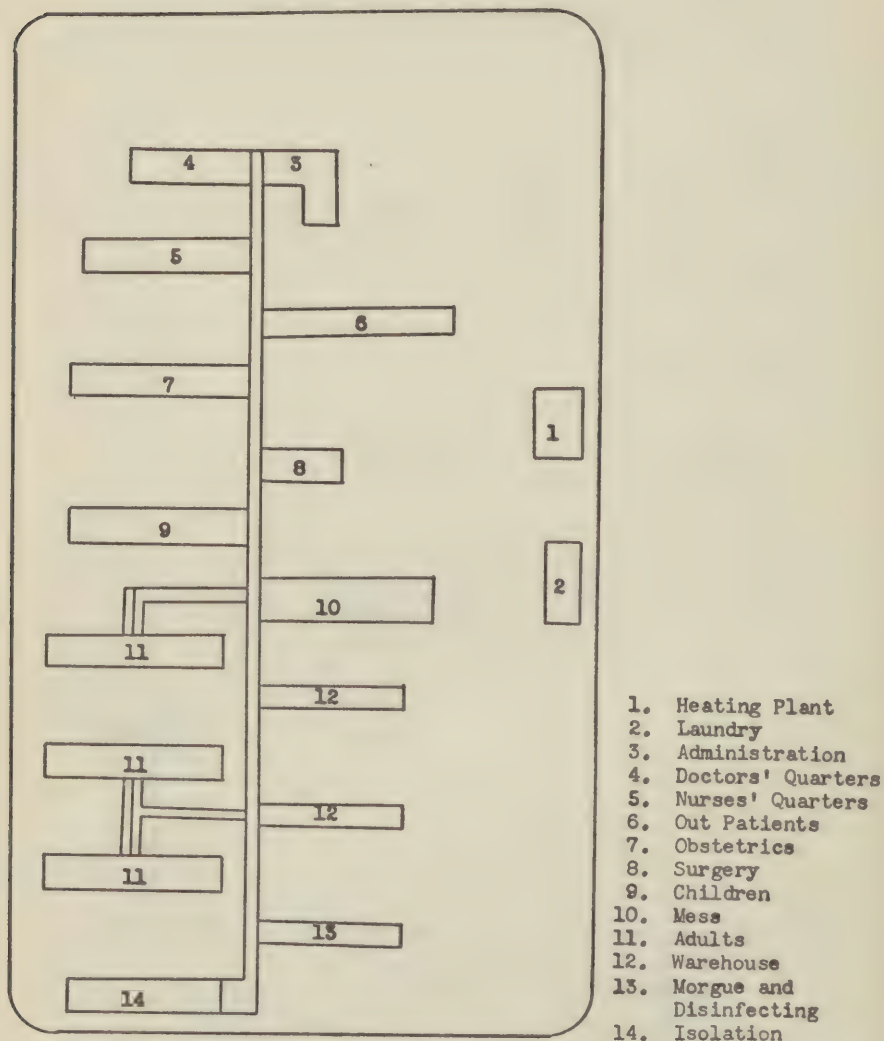 4 3
5
6
7
1
8
9
2
10
11
12
11
12
11
13
14
1. Heating Plant
2. Laundry
3. Administration
4. Doctors' Quarters
5. Nurses' Quarters
6. Out Patients
7. Obstetrics
8. Surgery
9. Children
10. Mess
11. Adults
12. Warehouse
13. Morgue and
Disinfecting
14. Isolation